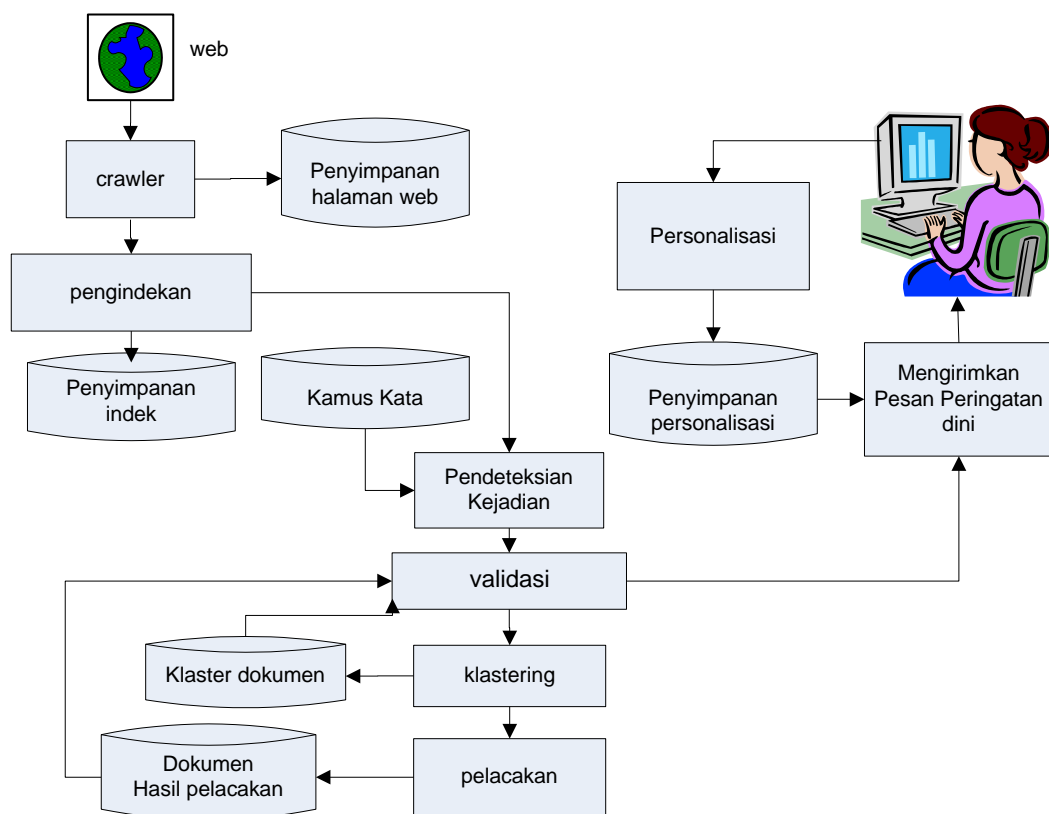 web
crawler
Penyimpanan
halaman web
Personalisasi
pengindekan
Penyimpanan
indek
Kamus Kata
Penyimpanan
personalisasi
Mengirimkan
Pesan Peringatan
dini
Pendeteksian
Kejadian
validasi
Klaster dokumen
klastering
Dokumen
Hasil pelacakan
pelacakan